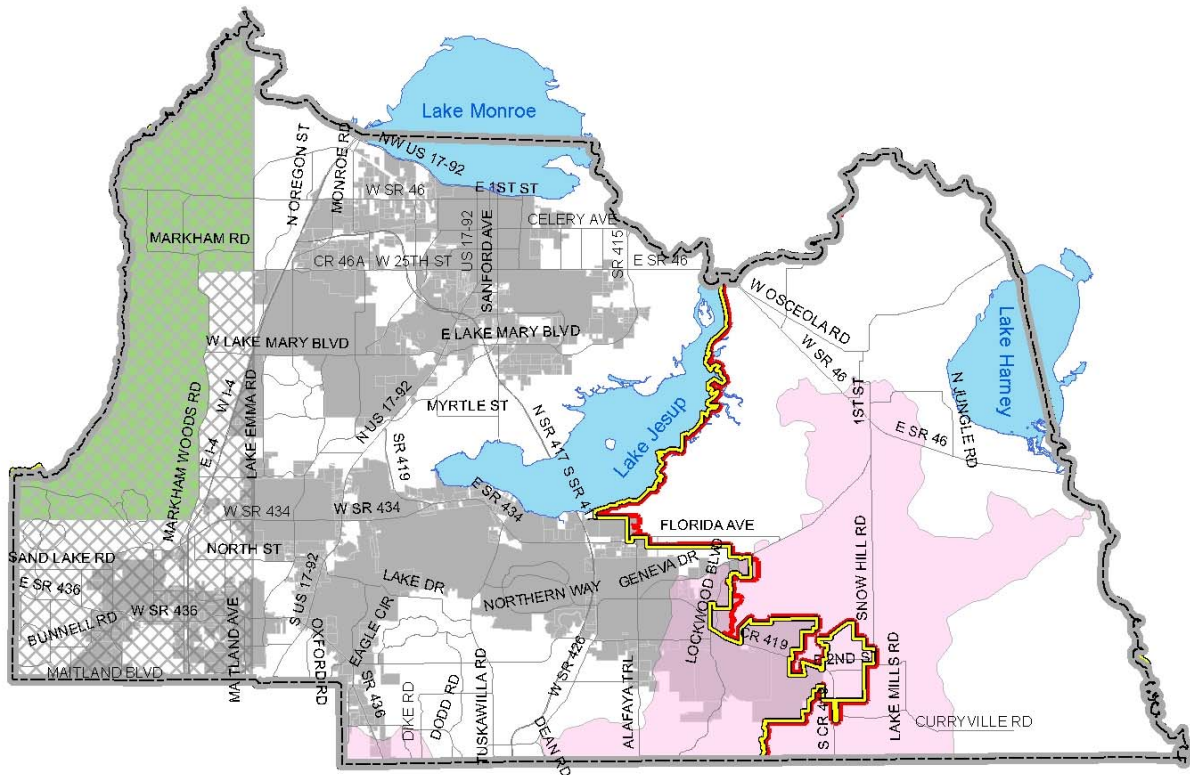 Lake Monroe
NW US 17-92
N OREGON ST
MONROE RD
W SR 46
E 1ST ST
CELERY AVE
MARKHAM RD
US 17-92
SANFORD AVE
SR 415
CR 46A
W 25TH ST
E SR 46
W OSCEOLA RD
Lake Harney
W LAKE MARY BLVD
E LAKE MARY BLVD
W SR 46
N JUNGLE RD
1ST ST
E SR 46
MARKHAM WOODS RD
E I-4
W I-4
LAKE EMMA RD
N US 17-92
MYRTLE ST
SR 419
N SR 417
Lake Jesup
W SR 434
W SR 434
E SR 434
FLORIDA AVE
SAND LAKE RD
NORTH ST
E SR 436
LAKE DR
NORTHERN WAY
GENEVA DR
LOCKWOOD BLVD
SNOW HILL RD
BUNNELL RD
W SR 436
MAITLAND AVE
S US 17-92
OXFORD RD
EAGLE CIR
CR 419
2ND ST
MAITLAND BLVD
SR 436
DIKE RD
DODD RD
TUSKAWILLA RD
W SR 426
DEAN RD
ALAFAYA TRL
LAKE MILLS RD
CURRYVILLE RD